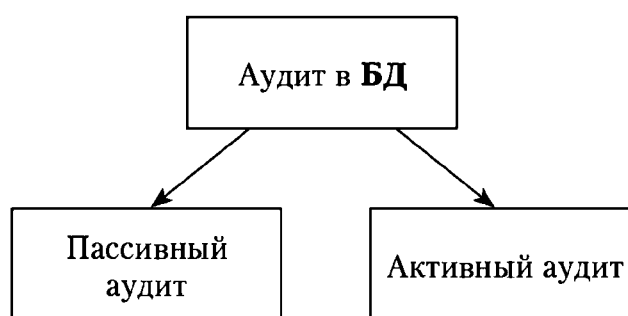 Аудит в БД
Пассивный
аудит
Активный аудит